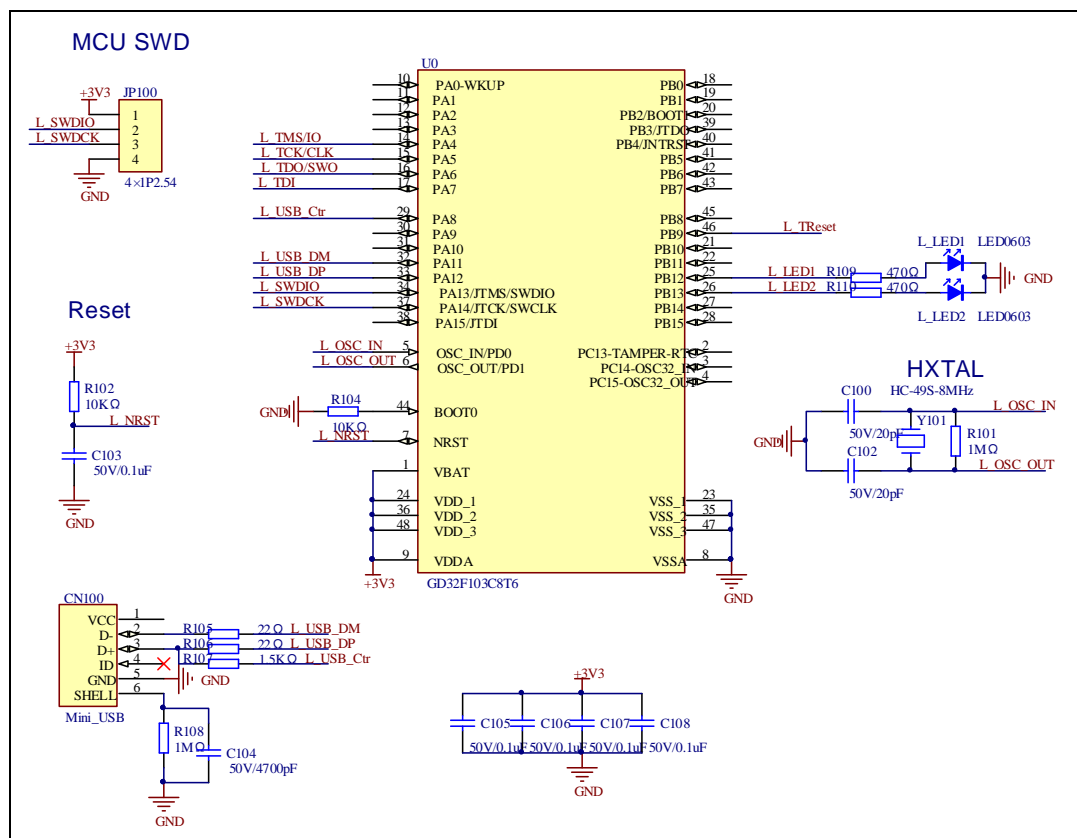 MCU SWD
+3V3
JP100
1
L_SWDIO
2
L_SWDCK
3
4
GND
4×1P2.54
Reset
+3V3
R102
10KΩ
L_NRST
C103
50V/0.1uF
GND
U0
10 PA0-WKUP
11 PA1
12 PA2
13 PA3
L_TMS/IO 14 PA4
L_TCK/CLK 15 PA5
L_TDO/SWO 16 PA6
L_TDI 17 PA7
L_USB_Ctr 29 PA8
30 PA9
31 PA10
L_USB_DM 32 PA11
L_USB_DP 33 PA12
L_SWDIO 34 PA13/JTMS/SWDIO
L_SWDCK 37 PA14/JTCK/SWCLK
38 PA15/JTDI
L_OSC_IN 5 OSC_IN/PD0
L_OSC_OUT 6 OSC_OUT/PD1
GND R104 10KΩ 44 BOOT0
L_NRST 7 NRST
1 VBAT
24 VDD_1
36 VDD_2
48 VDD_3
9 VDDA
+3V3
GD32F103C8T6
PB0 18
PB1 19
PB2/BOOT1 20
PB3/JTDO 39
PB4/JNTRST 40
PB5 41
PB6 42
PB7 43
PB8 45
PB9 46 L_TReset
PB10 21
PB11 22
PB12 25 L_LED1 R109 470Ω
PB13 26 L_LED2 R110 470Ω
PB14 27
PB15 28
PC13-TAMPER-RTC 2
PC14-OSC32_IN 3
PC15-OSC32_OUT 4
VSS_1 23
VSS_2 35
VSS_3 47
VSSA 8
GND
L_LED1 LED0603
GND
L_LED2 LED0603
HXTAL
HC-49S-8MHz
C100
50V/20pF
Y101
L_OSC_IN
GND
R101
1MΩ
C102
50V/20pF
L_OSC_OUT
CN100
VCC 1
D- 2 R105 22Ω L_USB_DM
D+ 3 R106 22Ω L_USB_DP
ID 4 R107 1.5KΩ L_USB_Ctr
GND 5 GND
SHELL 6
Mini_USB
R108
1MΩ
C104
50V/4700pF
GND
+3V3
C105 C106 C107 C108
50V/0.1uF 50V/0.1uF 50V/0.1uF 50V/0.1uF
GND